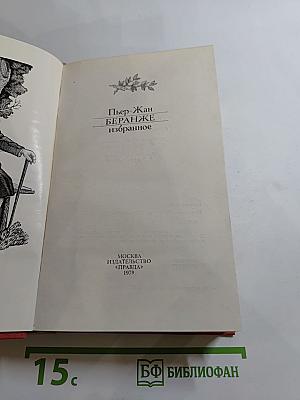 Пьер-Жан
БЕРАНЖЕ
избранное
МОСКВА
ИЗДАТЕЛЬСТВО
«ПРАВДА»
1979
15с
БФ БИБЛИОФАН